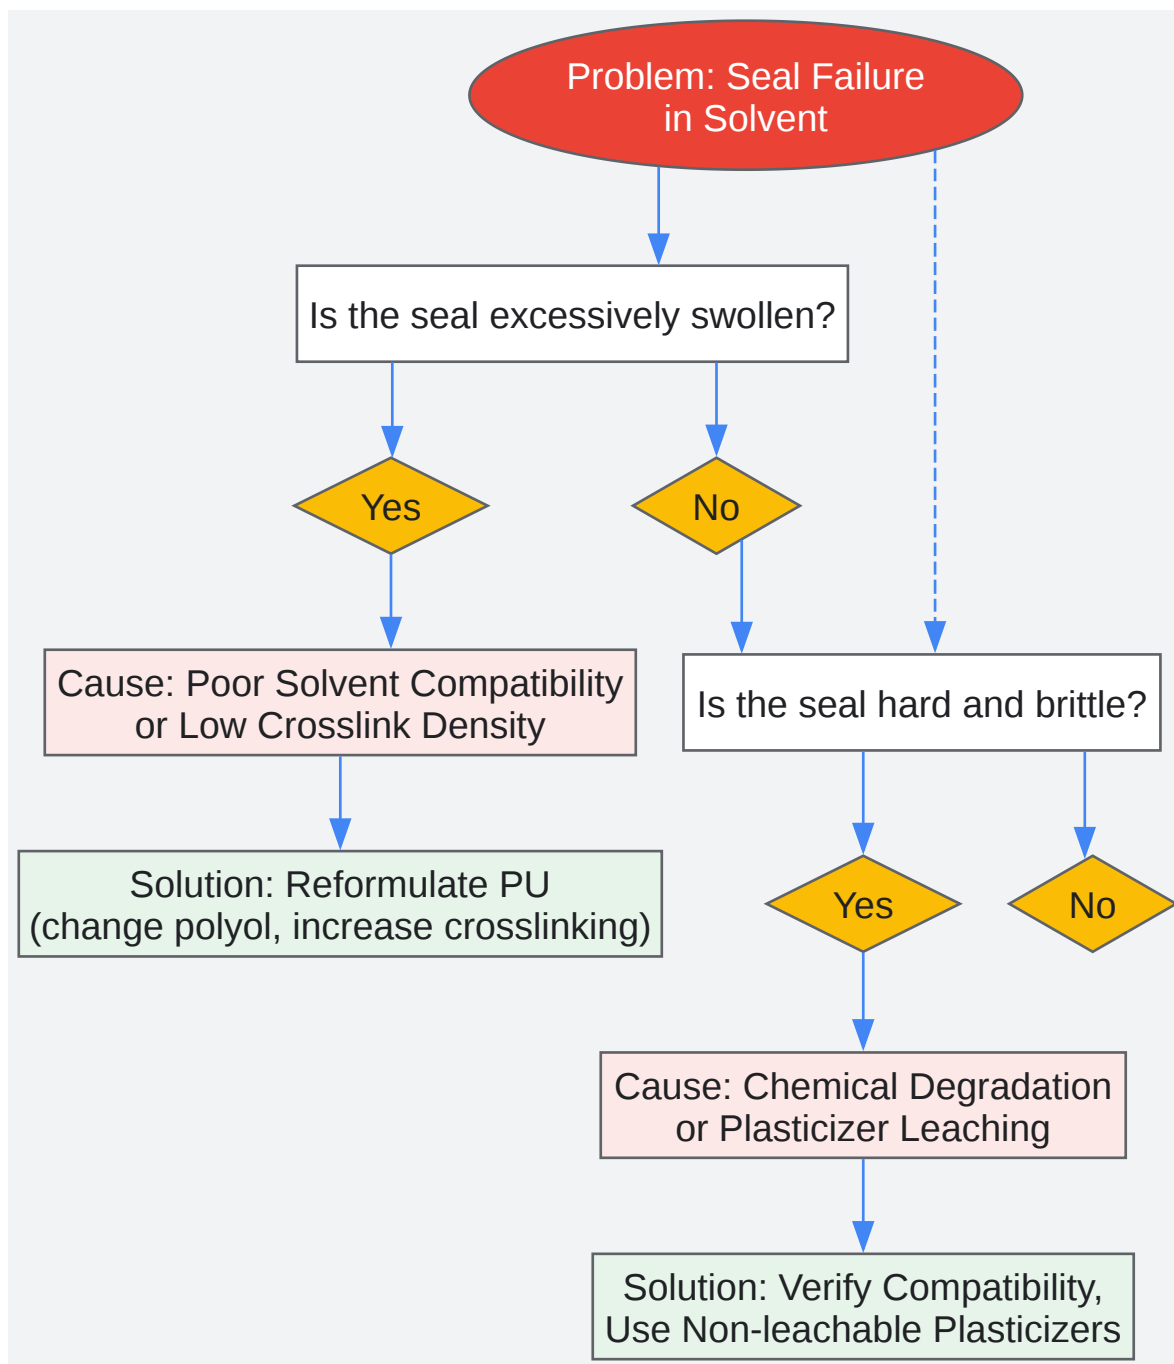 Problem: Seal Failure
in Solvent
Is the seal excessively swollen?
Yes
No
Cause: Poor Solvent Compatibility
or Low Crosslink Density
Is the seal hard and brittle?
Solution: Reformulate PU
(change polyol, increase crosslinking)
Yes
No
Cause: Chemical Degradation
or Plasticizer Leaching
Solution: Verify Compatibility,
Use Non-leachable Plasticizers